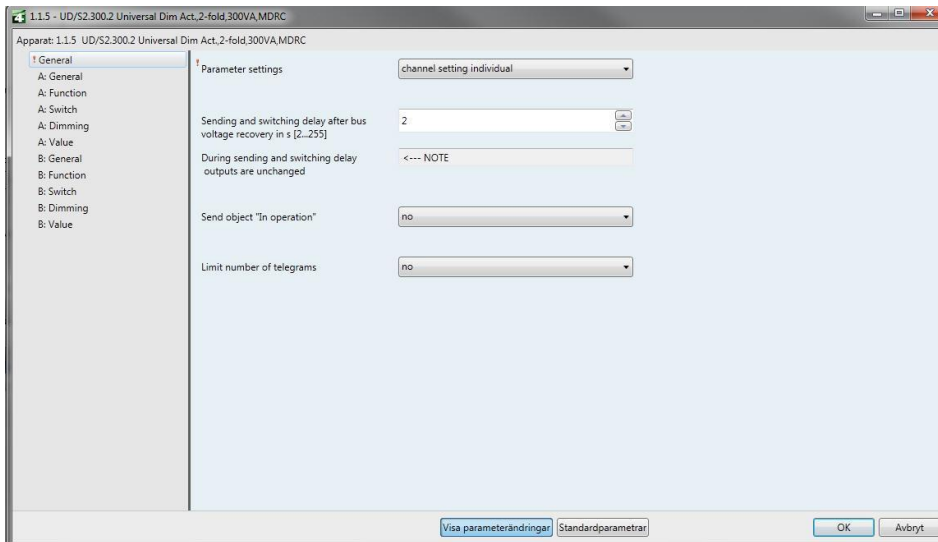 1.1.5 - UD/S2.300.2 Universal Dim Act.,2-fold,300VA,MDRC
Apparat: 1.1.5 UD/S2.300.2 Universal Dim Act.,2-fold,300VA,MDRC
! General
A: General
A: Function
A: Switch
A: Dimming
A: Value
B: General
B: Function
B: Switch
B: Dimming
B: Value
! Parameter settings
channel setting individual
Sending and switching delay after bus
voltage recovery in s [2...255]
2
During sending and switching delay
outputs are unchanged
<--- NOTE
Send object "In operation"
no
Limit number of telegrams
no
Visa parameterändringar
Standardparametrar
OK
Avbryt